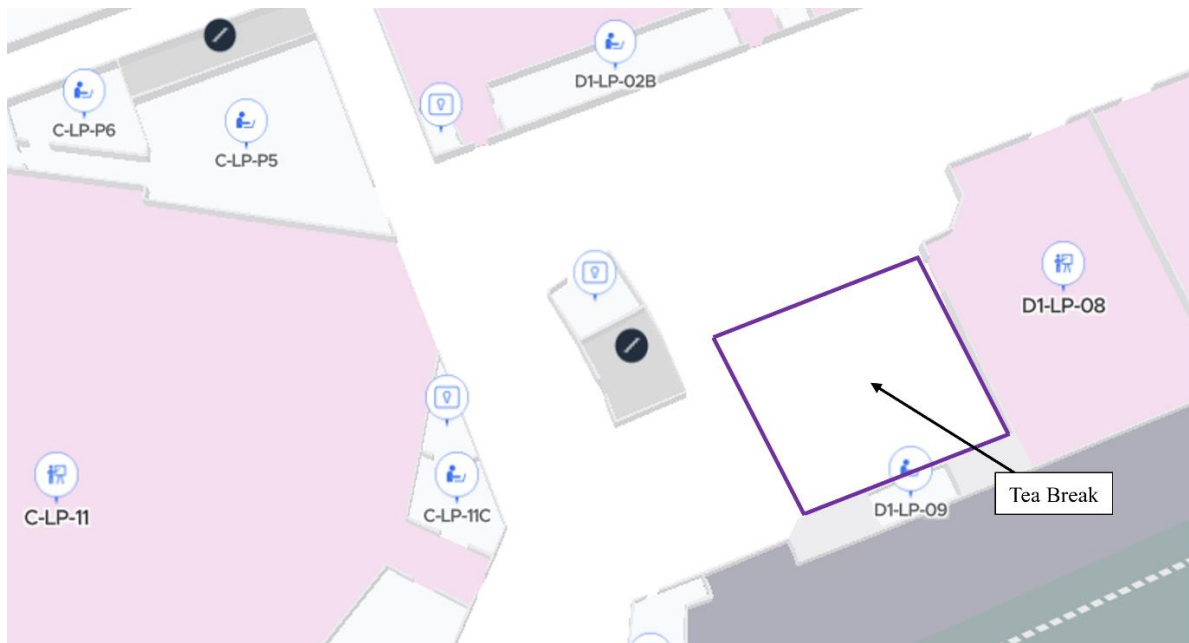 D1-LP-02B
C-LP-P6
C-LP-P5
D1-LP-08
Tea Break
D1-LP-09
C-LP-11
C-LP-11C